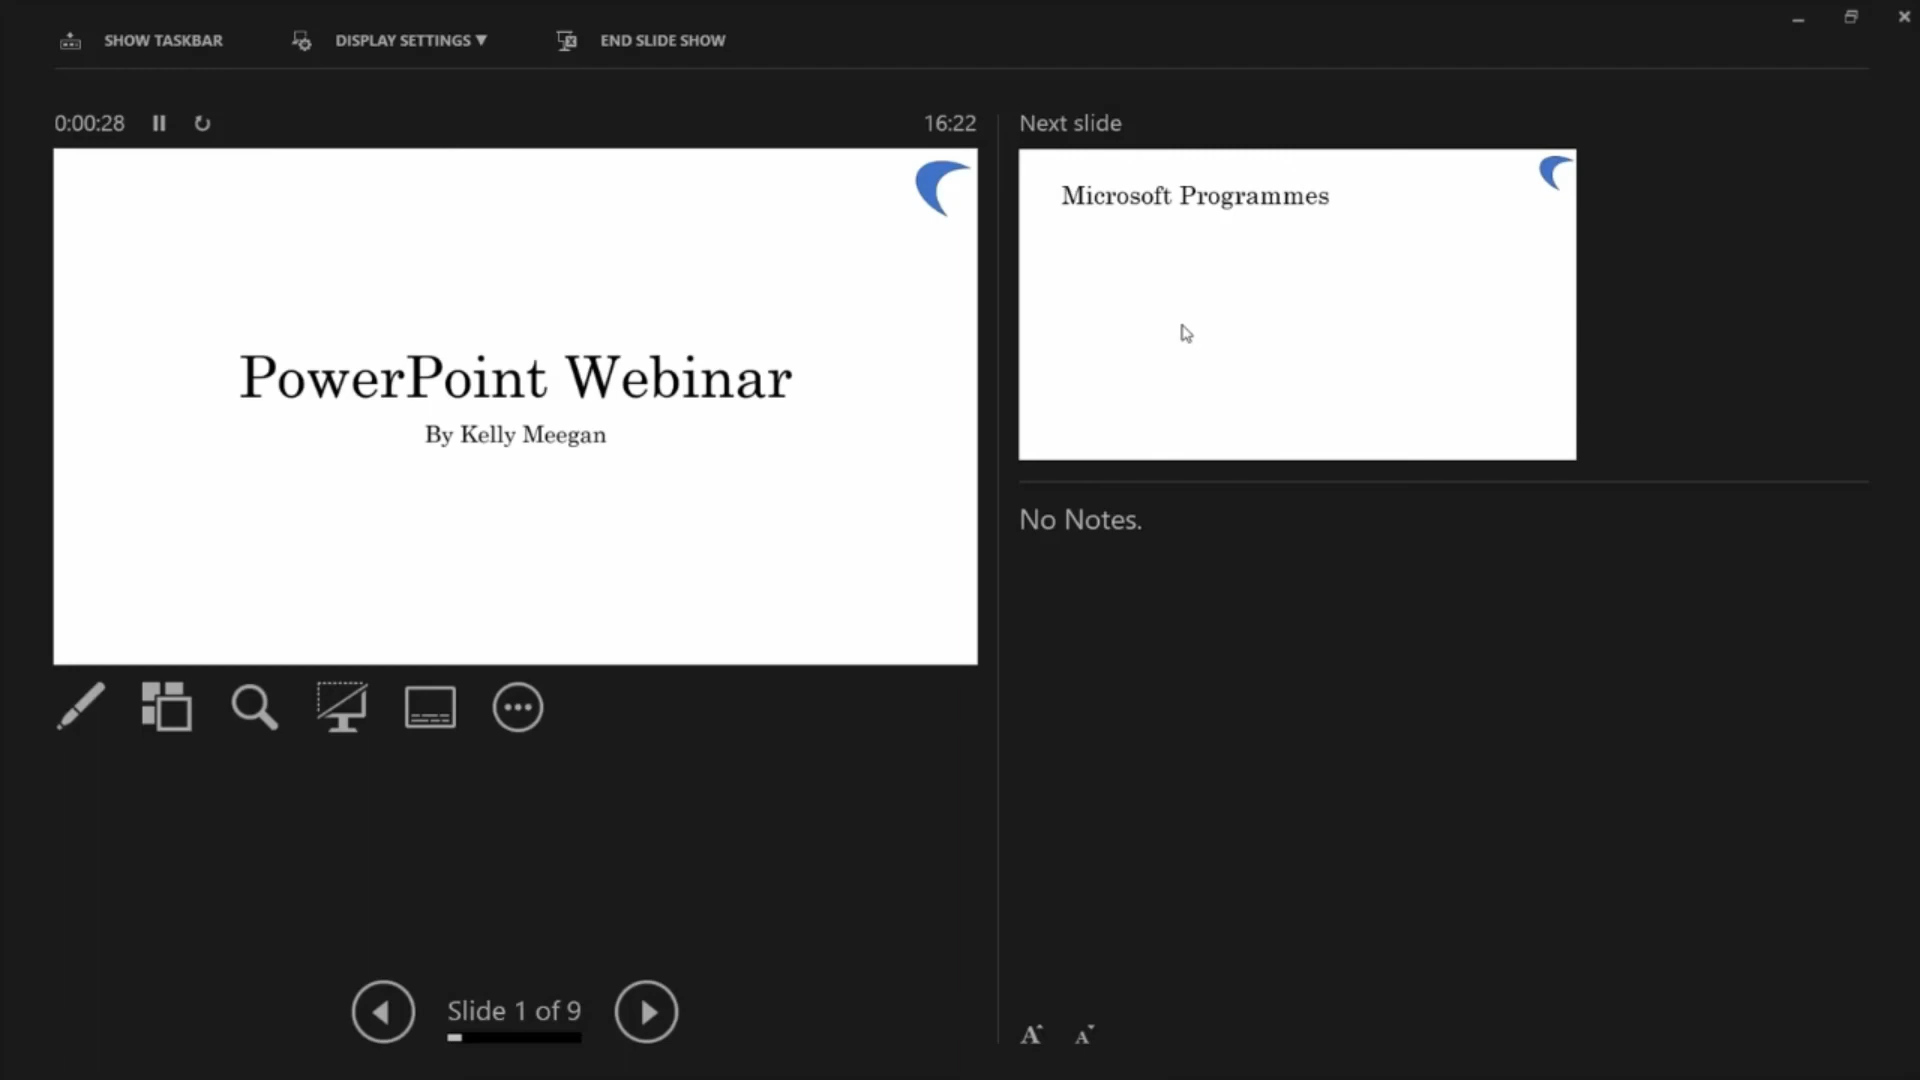 SHOW TASKBAR
DISPLAY SETTINGS ▼
END SLIDE SHOW
0:00:28
16:22
PowerPoint Webinar
By Kelly Meegan
Next slide
Microsoft Programmes
No Notes.
Slide 1 of 9
A A